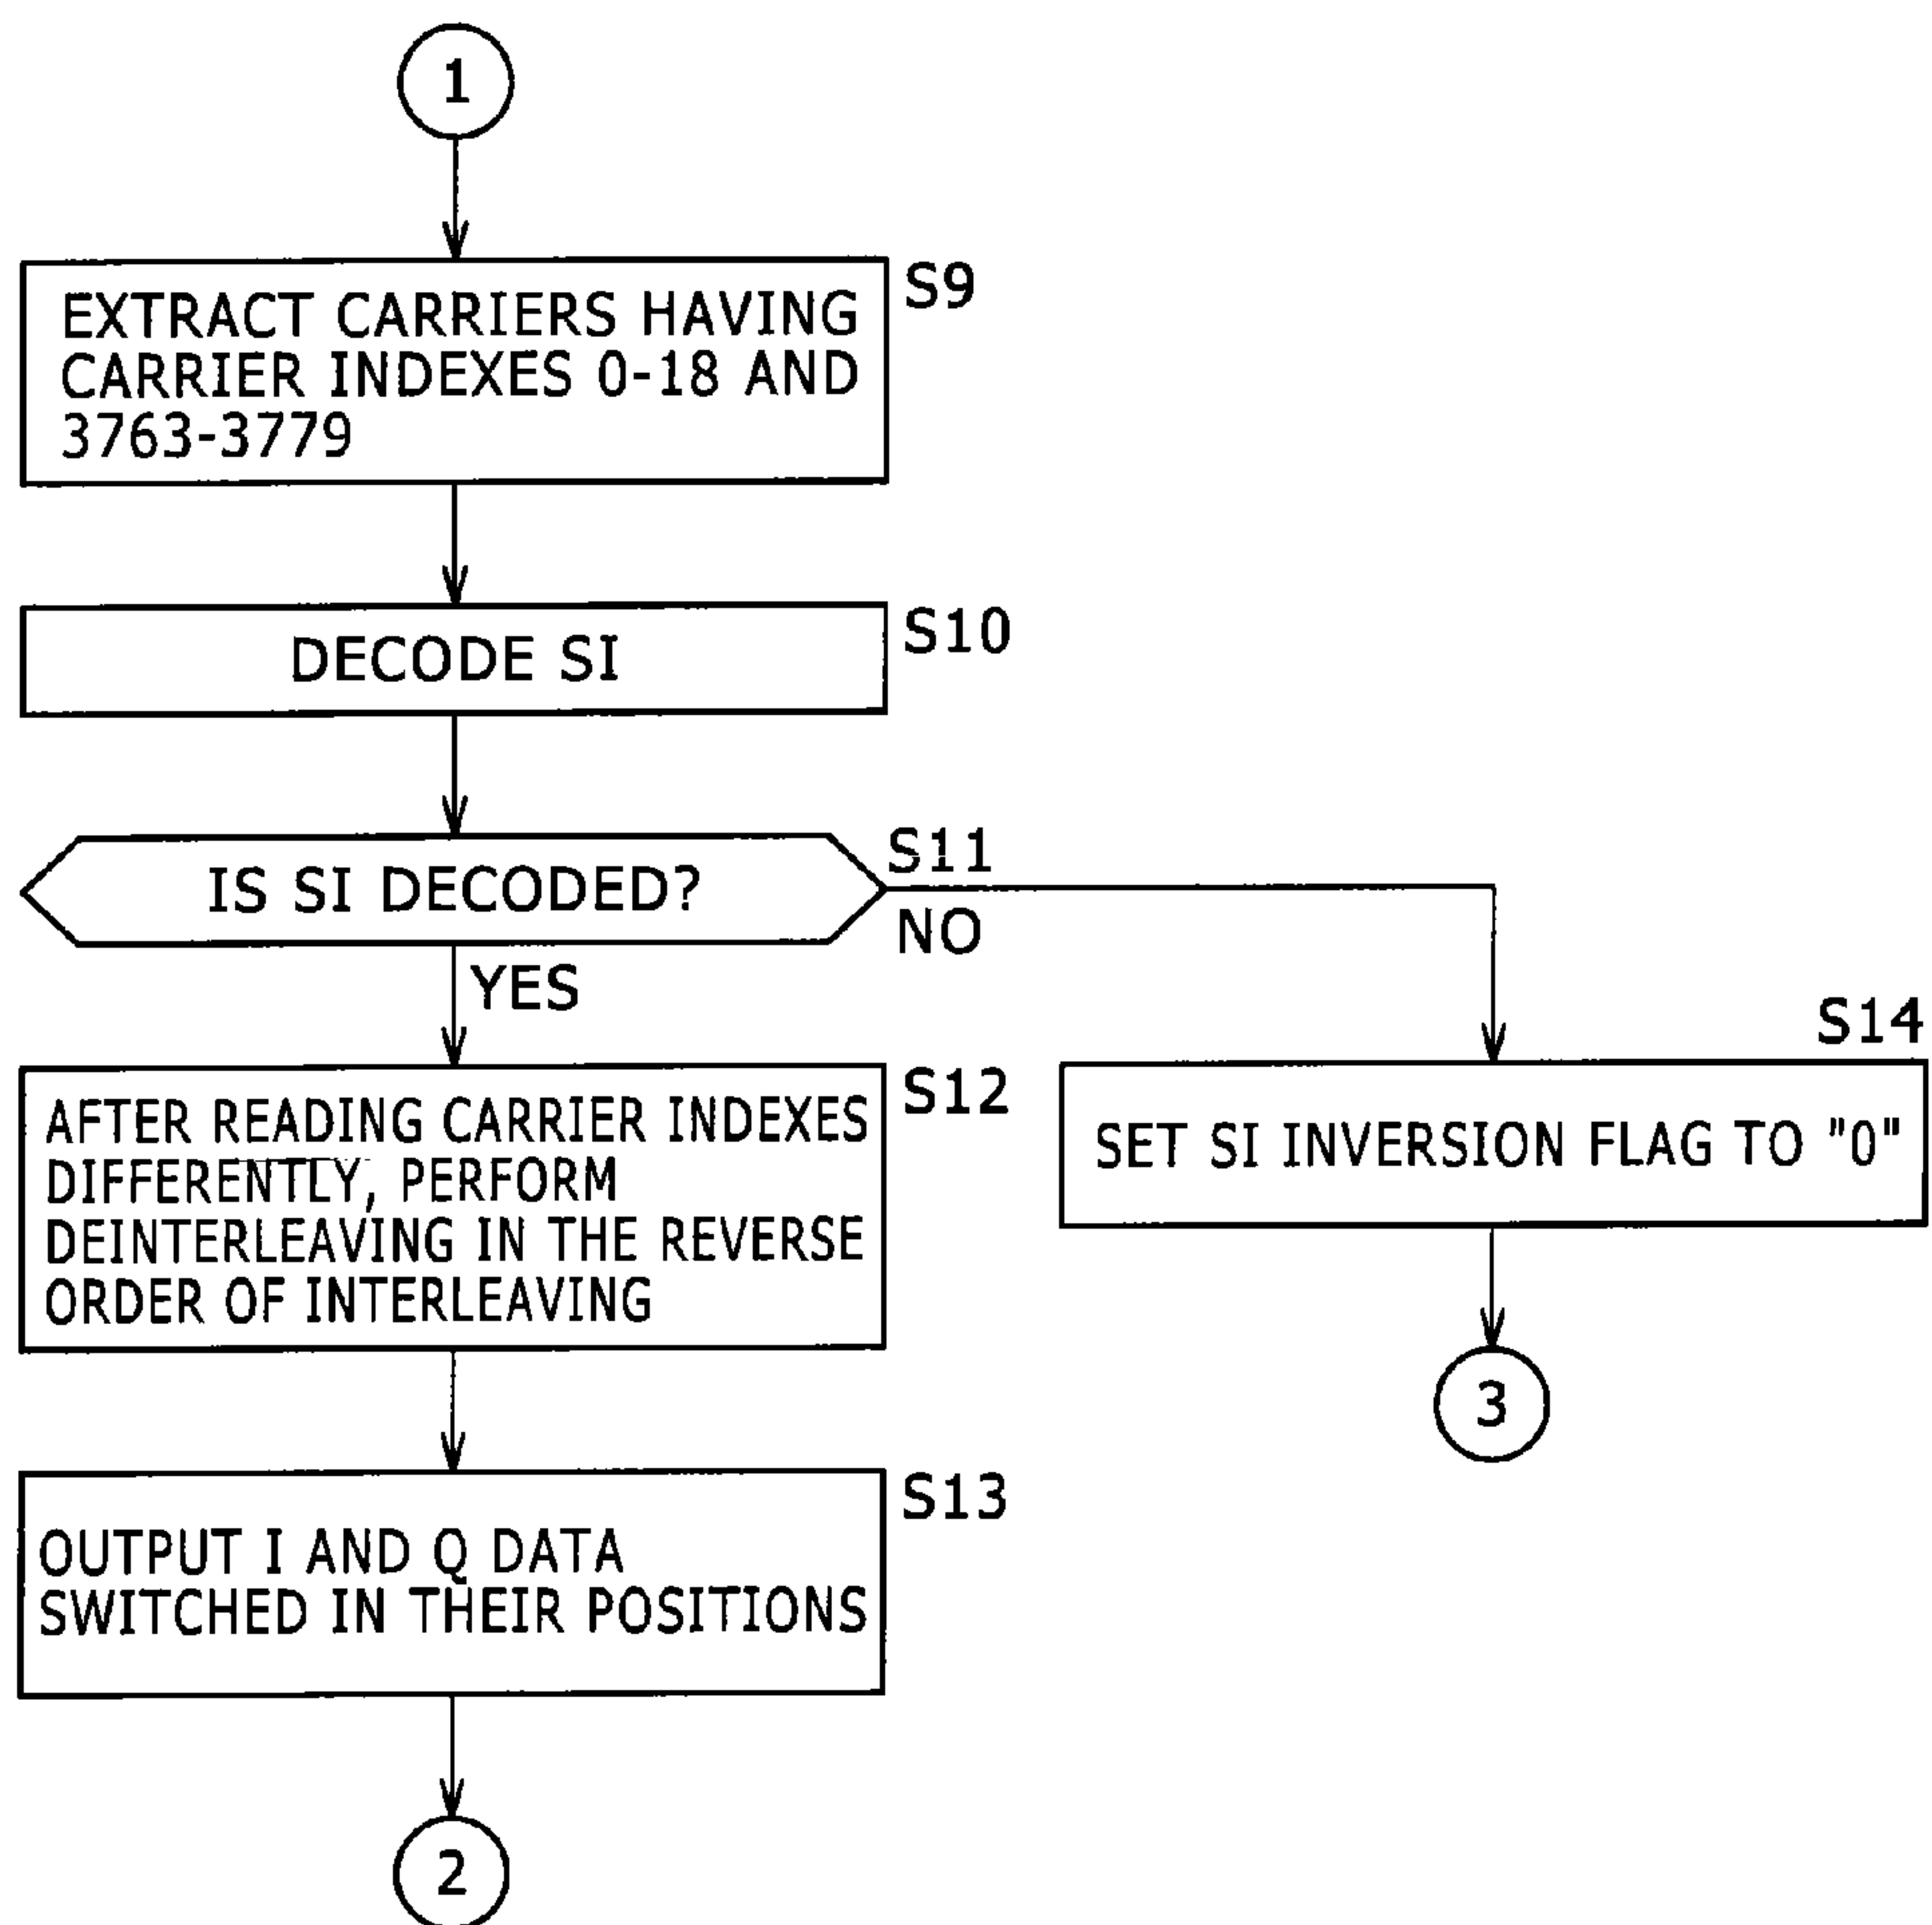 1
S9
EXTRACT CARRIERS HAVING
CARRIER INDEXES 0-18 AND
3763-3779
S10
DECODE SI
S11
IS SI DECODED?
NO
YES
S14
S12
AFTER READING CARRIER INDEXES
DIFFERENTLY, PERFORM
DEINTERLEAVING IN THE REVERSE
ORDER OF INTERLEAVING
SET SI INVERSION FLAG TO "0"
3
S13
OUTPUT I AND Q DATA
SWITCHED IN THEIR POSITIONS
2